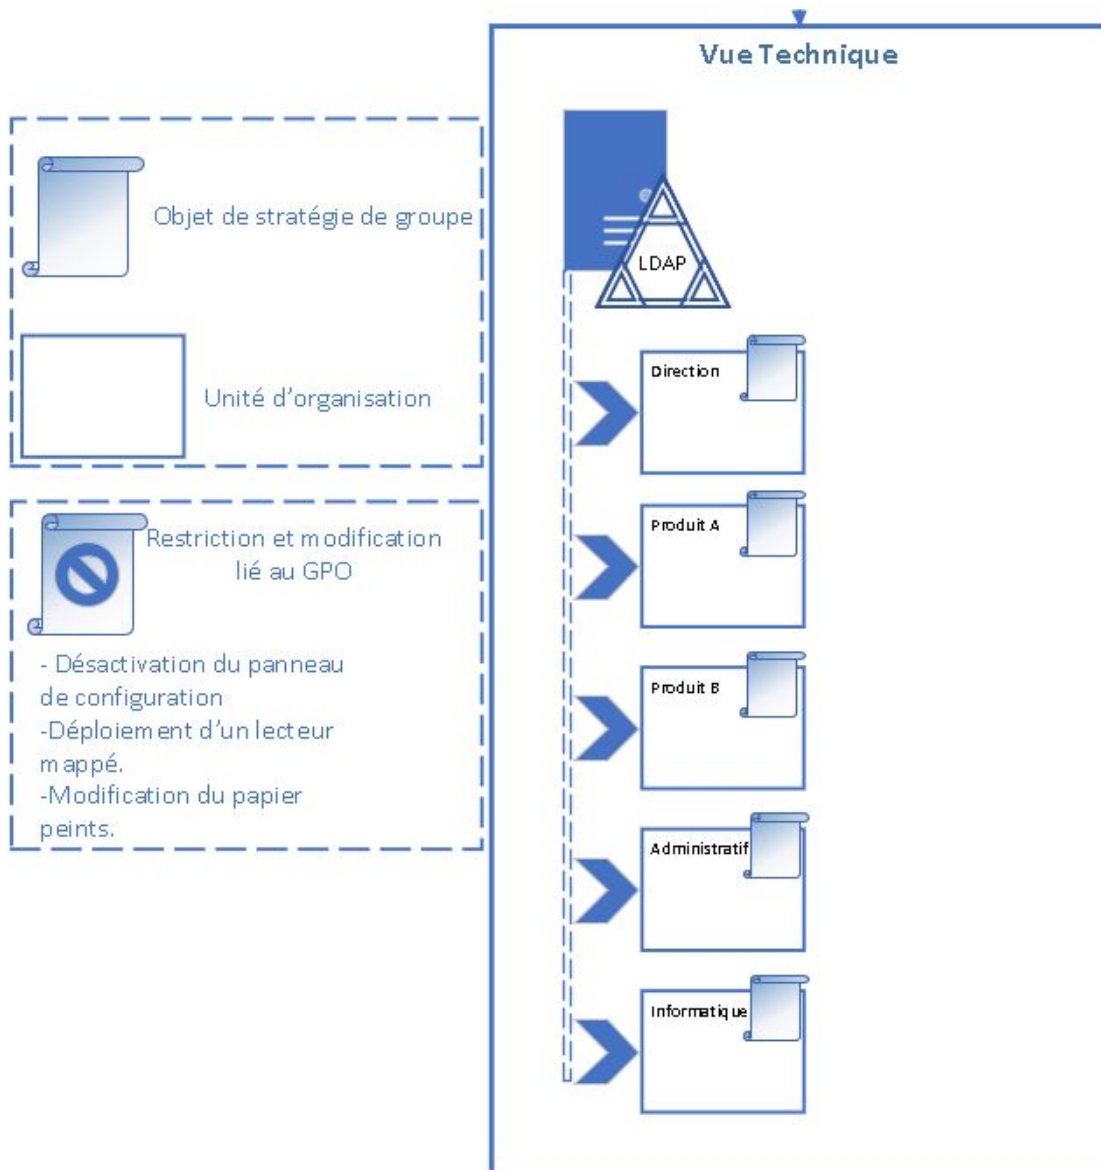 Vue Technique
Objet de stratégie de groupe
Unité d'organisation
Restriction et modification
lié au GPO
- Désactivation du panneau
de configuration
-Déploiement d'un lecteur
mappé.
-Modification du papier
peints.
LDAP
Direction
Produit A
Produit B
Administratif
Informatique